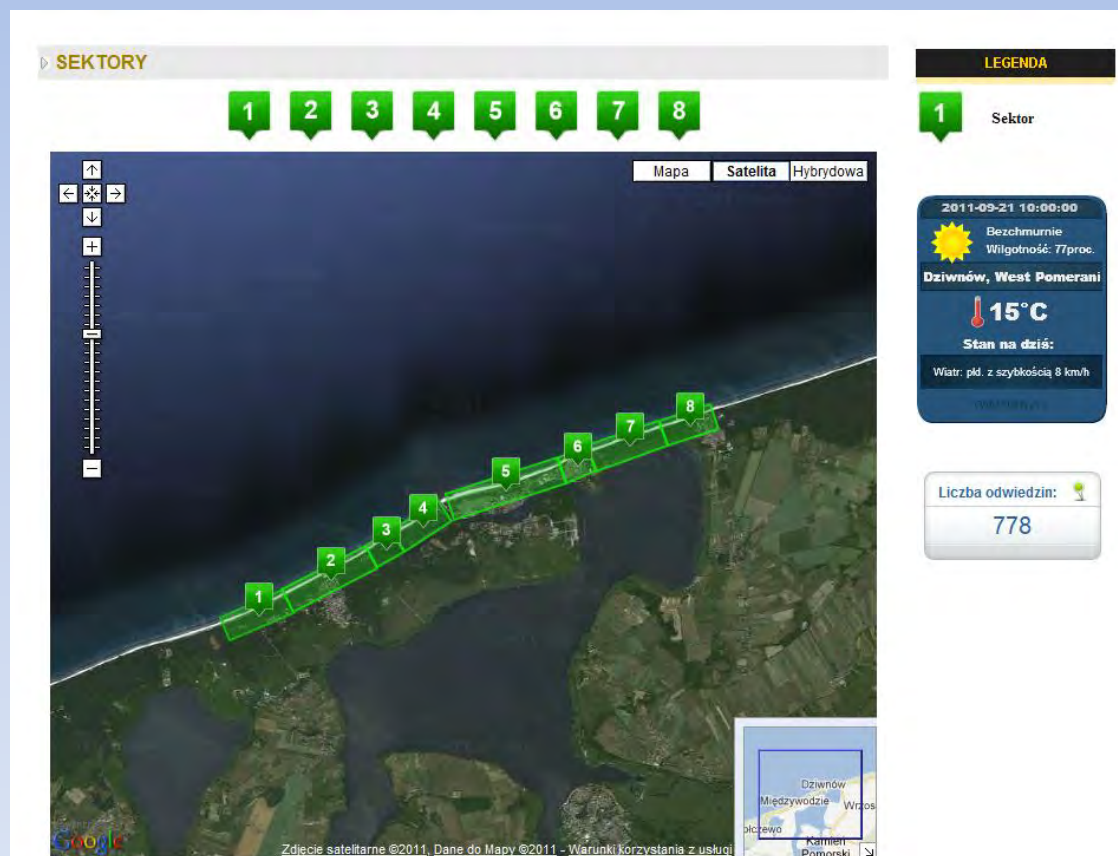 SEKTORY
1 2 3 4 5 6 7 8
Mapa Satelita Hybrydowa
8
7
6
5
4
3
2
1
Google
Zdjęcie satelitarne ©2011, Dane do Mapy ©2011 - Warunki korzystania z usługi
Dziwnów
Międzywodzie Wrzos
ołczewo
Kamień
Pomorski
LEGENDA
1 Sektor
2011-09-21 10:00:00
Bezchmurnie
Wilgotność: 77proc.
Dziwnów, West Pomerani
15°C
Stan na dziś:
Wiatr: płd. z szybkością 8 km/h
Liczba odwiedzin:
778